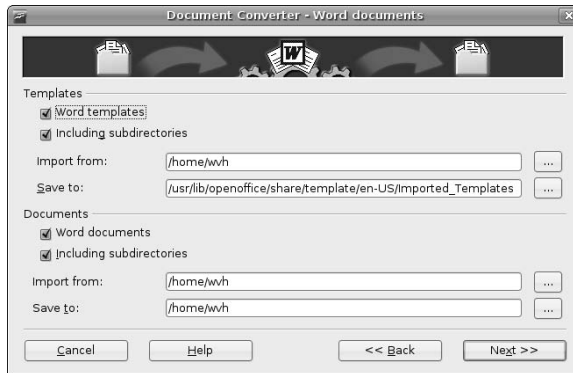 Document Converter - Word documents
W
Templates
Word templates
Including subdirectories
Import from: /home/wvh ...
Save to: /usr/lib/openoffice/share/template/en-US/Imported_Templates ...
Documents
Word documents
Including subdirectories
Import from: /home/wvh ...
Save to: /home/wvh ...
Cancel Help << Back Next >>